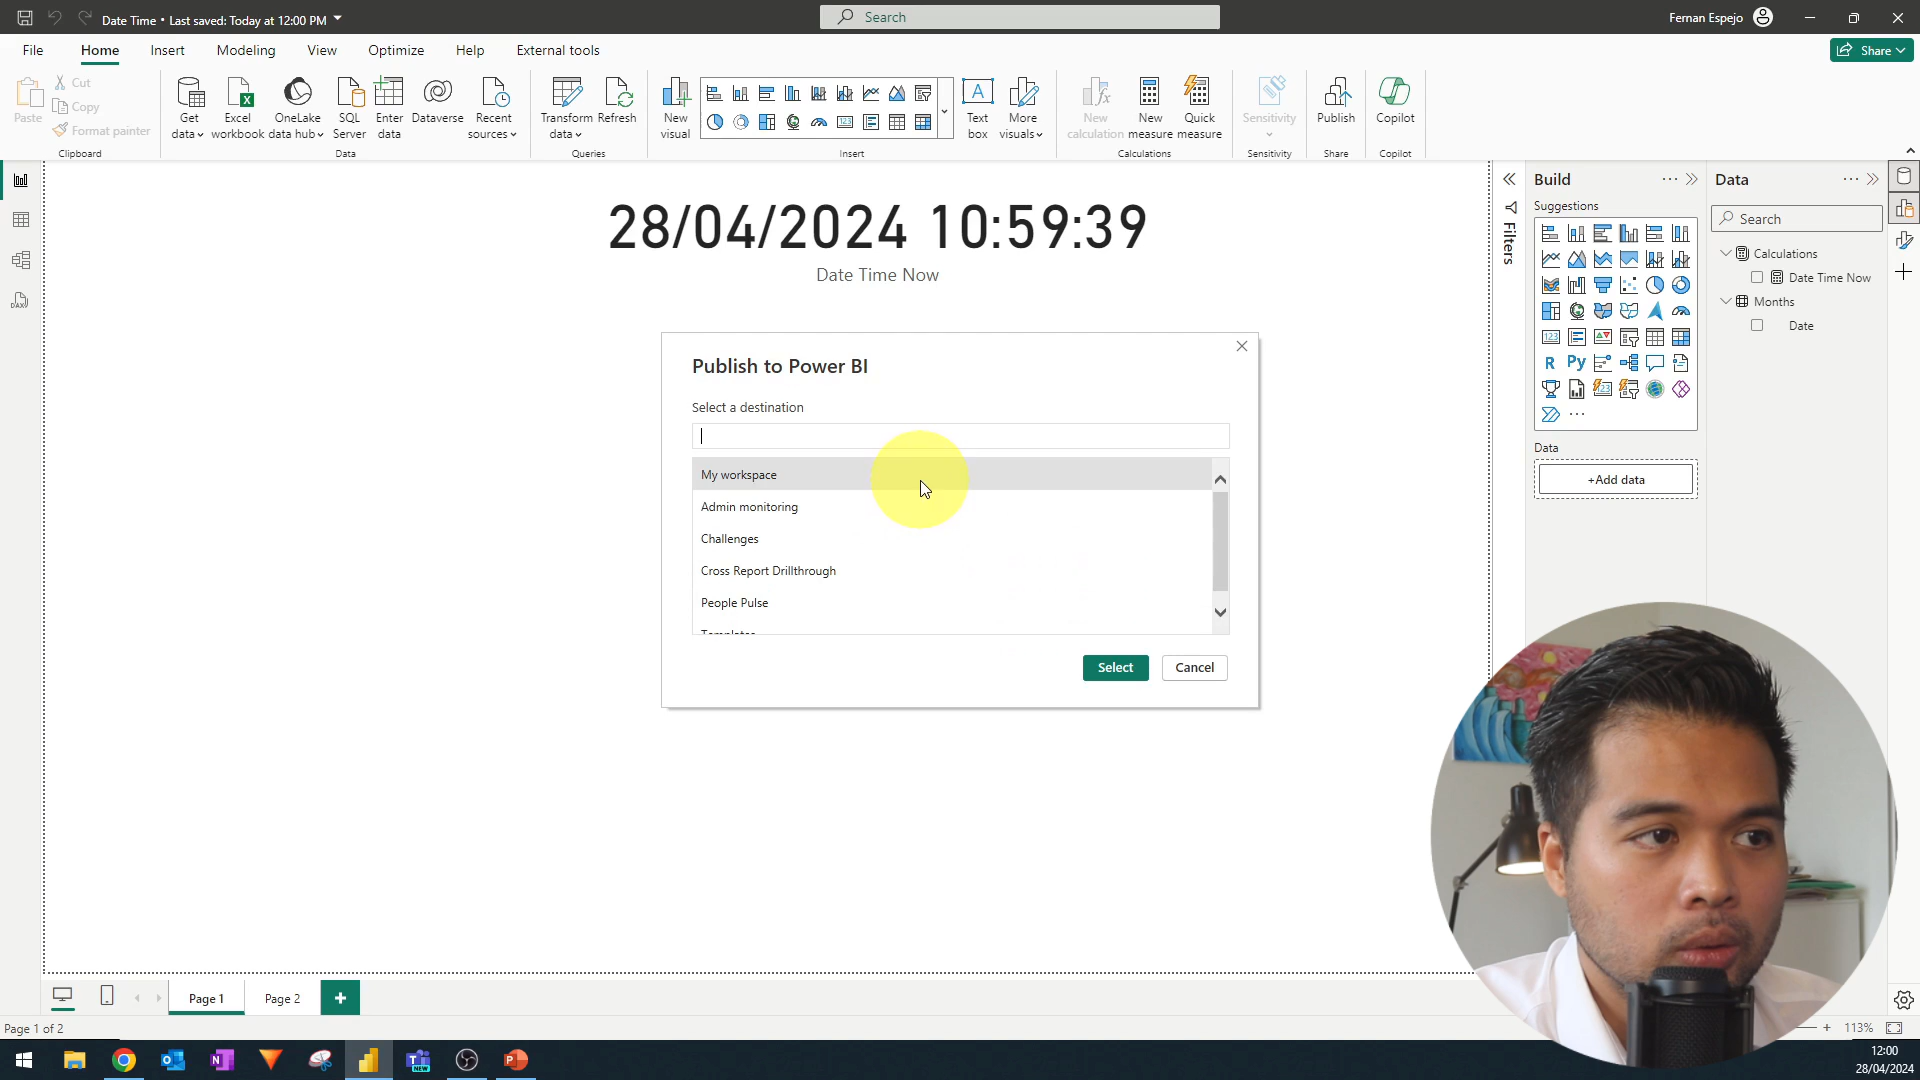 Date Time • Last saved: Today at 12:00 PM
Search
Fernan Espejo
File
Home
Insert
Modeling
View
Optimize
Help
External tools
Share
Paste
Cut
Copy
Format painter
Clipboard
Get data
Excel workbook
OneLake data hub
SQL Server
Enter data
Dataverse
Recent sources
Data
Transform data
Refresh
Queries
New visual
Text box
More visuals
Insert
New calculation
New measure
Quick measure
Calculations
Sensitivity
Sensitivity
Publish
Share
Copilot
Copilot
28/04/2024 10:59:39
Date Time Now
Publish to Power BI
Select a destination
My workspace
Admin monitoring
Challenges
Cross Report Drillthrough
People Pulse
Templates
Select
Cancel
Filters
Build
Suggestions
R
Py
Data
+Add data
Data
Search
Calculations
Date Time Now
Months
Date
Page 1
Page 2
Page 1 of 2
113%
12:00
28/04/2024